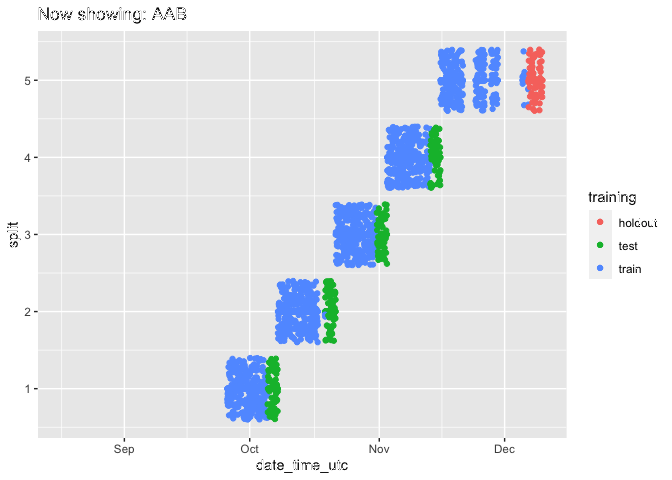 Now showing: AAB
split
5
4
3
2
1
Sep Oct Nov Dec
date_time_utc
training
holdout
test
train